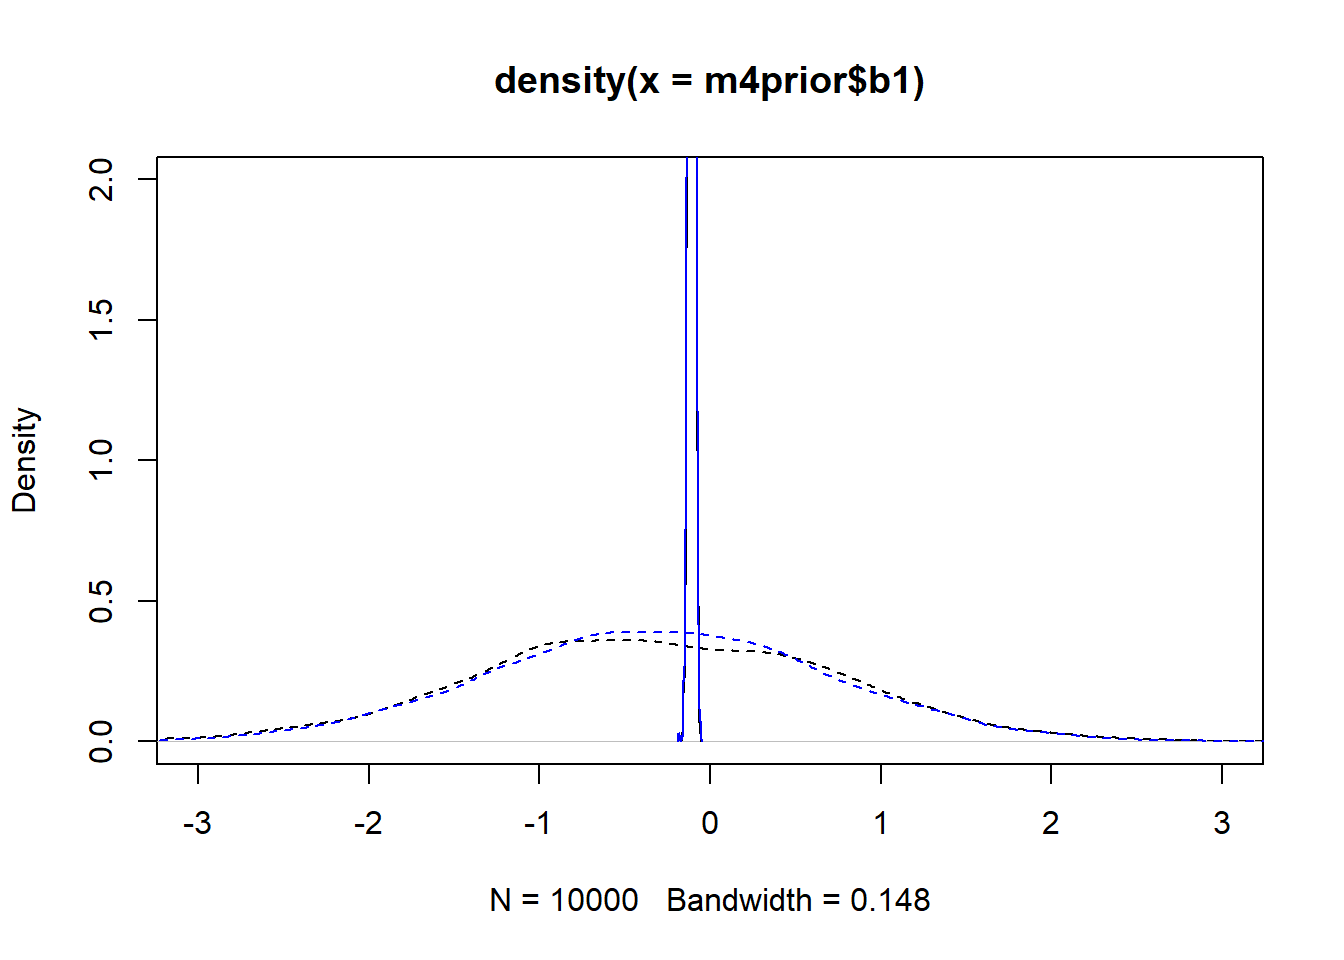 density(x = m4prior$b1)
Density
2.0
1.5
1.0
0.5
0.0
-3 -2 -1 0 1 2 3
N = 10000 Bandwidth = 0.148